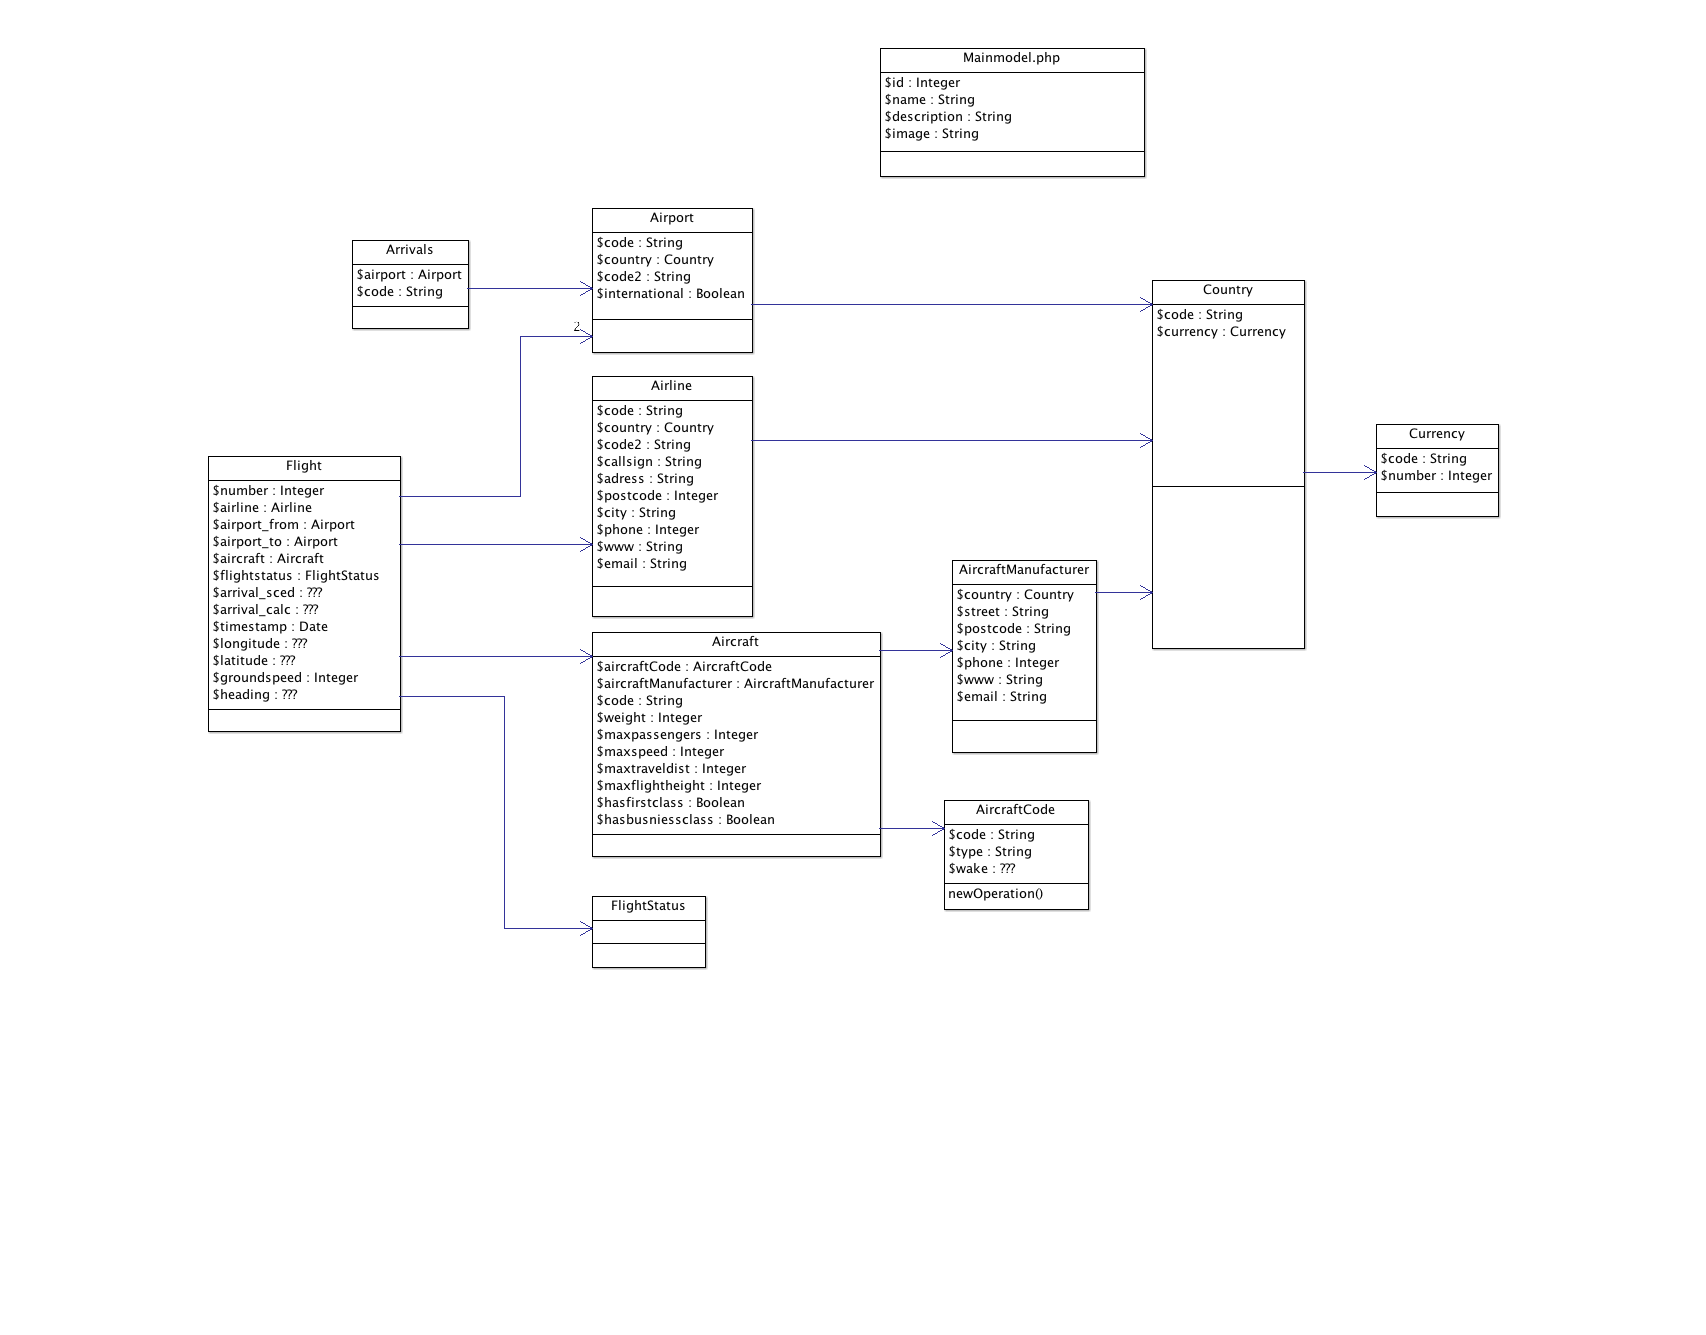 Mainmodel.php
$id : Integer
$name : String
$description : String
$image : String
Arrivals
$airport : Airport
$code : String
Airport
$code : String
$country : Country
$code2 : String
$international : Boolean
2
Airline
$code : String
$country : Country
$code2 : String
$callsign : String
$adress : String
$postcode : Integer
$city : String
$phone : Integer
$www : String
$email : String
Country
$code : String
$currency : Currency
Currency
$code : String
$number : Integer
Flight
$number : Integer
$airline : Airline
$airport_from : Airport
$airport_to : Airport
$aircraft : Aircraft
$flightstatus : FlightStatus
$arrival_sced : ???
$arrival_calc : ???
$timestamp : Date
$longitude : ???
$latitude : ???
$groundspeed : Integer
$heading : ???
Aircraft
$aircraftCode : AircraftCode
$aircraftManufacturer : AircraftManufacturer
$code : String
$weight : Integer
$maxpassengers : Integer
$maxspeed : Integer
$maxtraveldist : Integer
$maxflightheight : Integer
$hasfirstclass : Boolean
$hasbusniessclass : Boolean
AircraftManufacturer
$country : Country
$street : String
$postcode : String
$city : String
$phone : Integer
$www : String
$email : String
AircraftCode
$code : String
$type : String
$wake : ???
newOperation()
FlightStatus